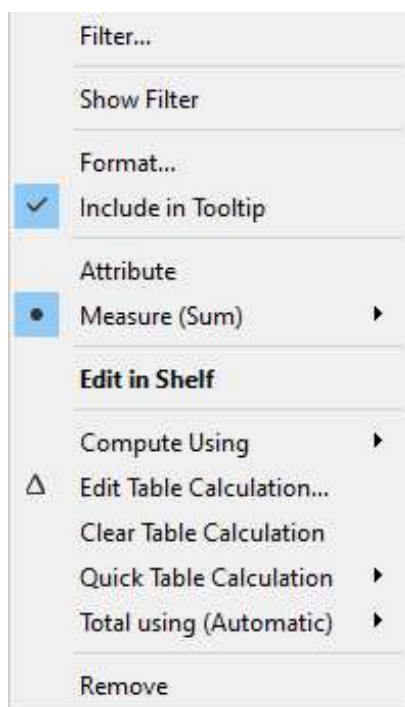 Filter...
Show Filter
Format...
Include in Tooltip
Attribute
Measure (Sum)
Edit in Shelf
Compute Using
Edit Table Calculation...
Clear Table Calculation
Quick Table Calculation
Total using (Automatic)
Remove